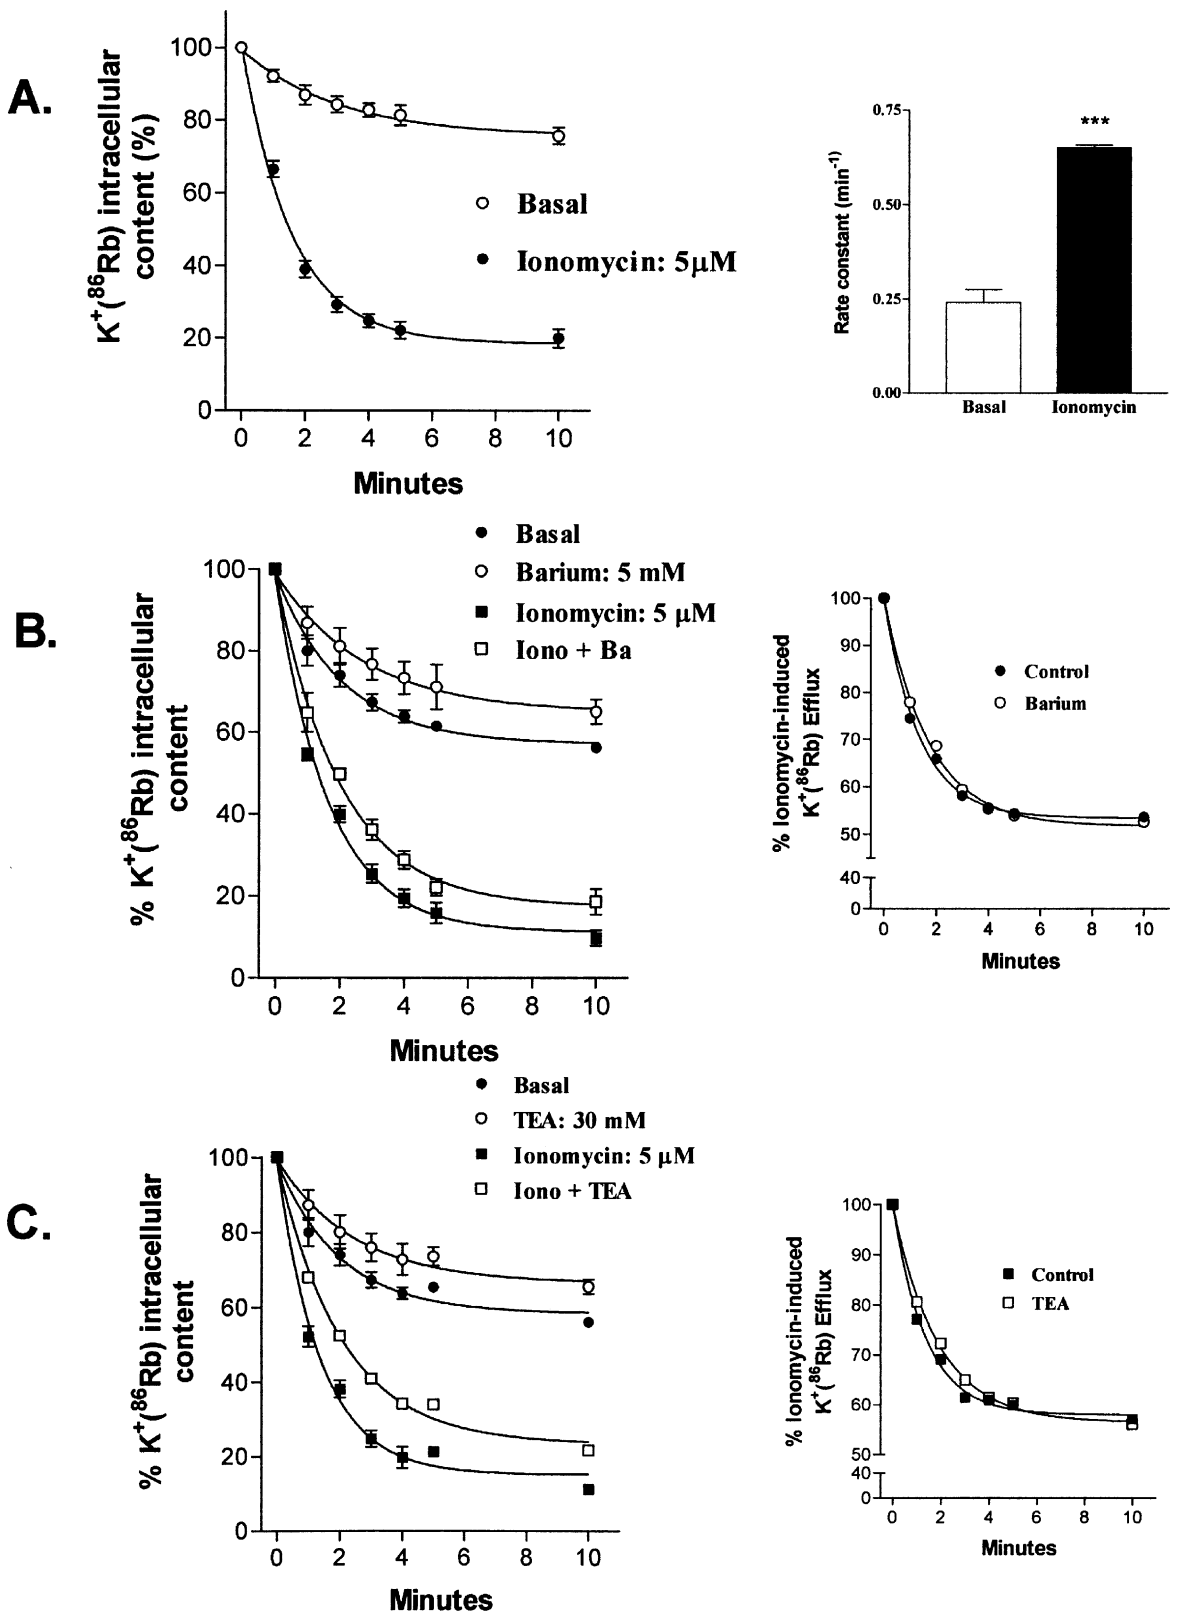 A.
K⁺(⁸⁶Rb) intracellular
content (%)
100
80
60
40
20
0
0 2 4 6 8 10
Minutes
Basal
Ionomycin: 5μM
Rate constant (min⁻¹)
0.75
0.50
0.25
0.00
***
Basal Ionomycin
B.
Basal
Barium: 5 mM
Ionomycin: 5 μM
Iono + Ba
% K⁺(⁸⁶Rb) intracellular
content
100
80
60
40
20
0
0 2 4 6 8 10
Minutes
% Ionomycin-induced
K⁺(⁸⁶Rb) Efflux
100
90
80
70
60
50
40
0
0 2 4 6 8 10
Minutes
Control
Barium
C.
Basal
TEA: 30 mM
Ionomycin: 5 μM
Iono + TEA
% K⁺(⁸⁶Rb) intracellular
content
100
80
60
40
20
0
0 2 4 6 8 10
Minutes
% Ionomycin-induced
K⁺(⁸⁶Rb) Efflux
100
90
80
70
60
50
40
0
0 2 4 6 8 10
Minutes
Control
TEA